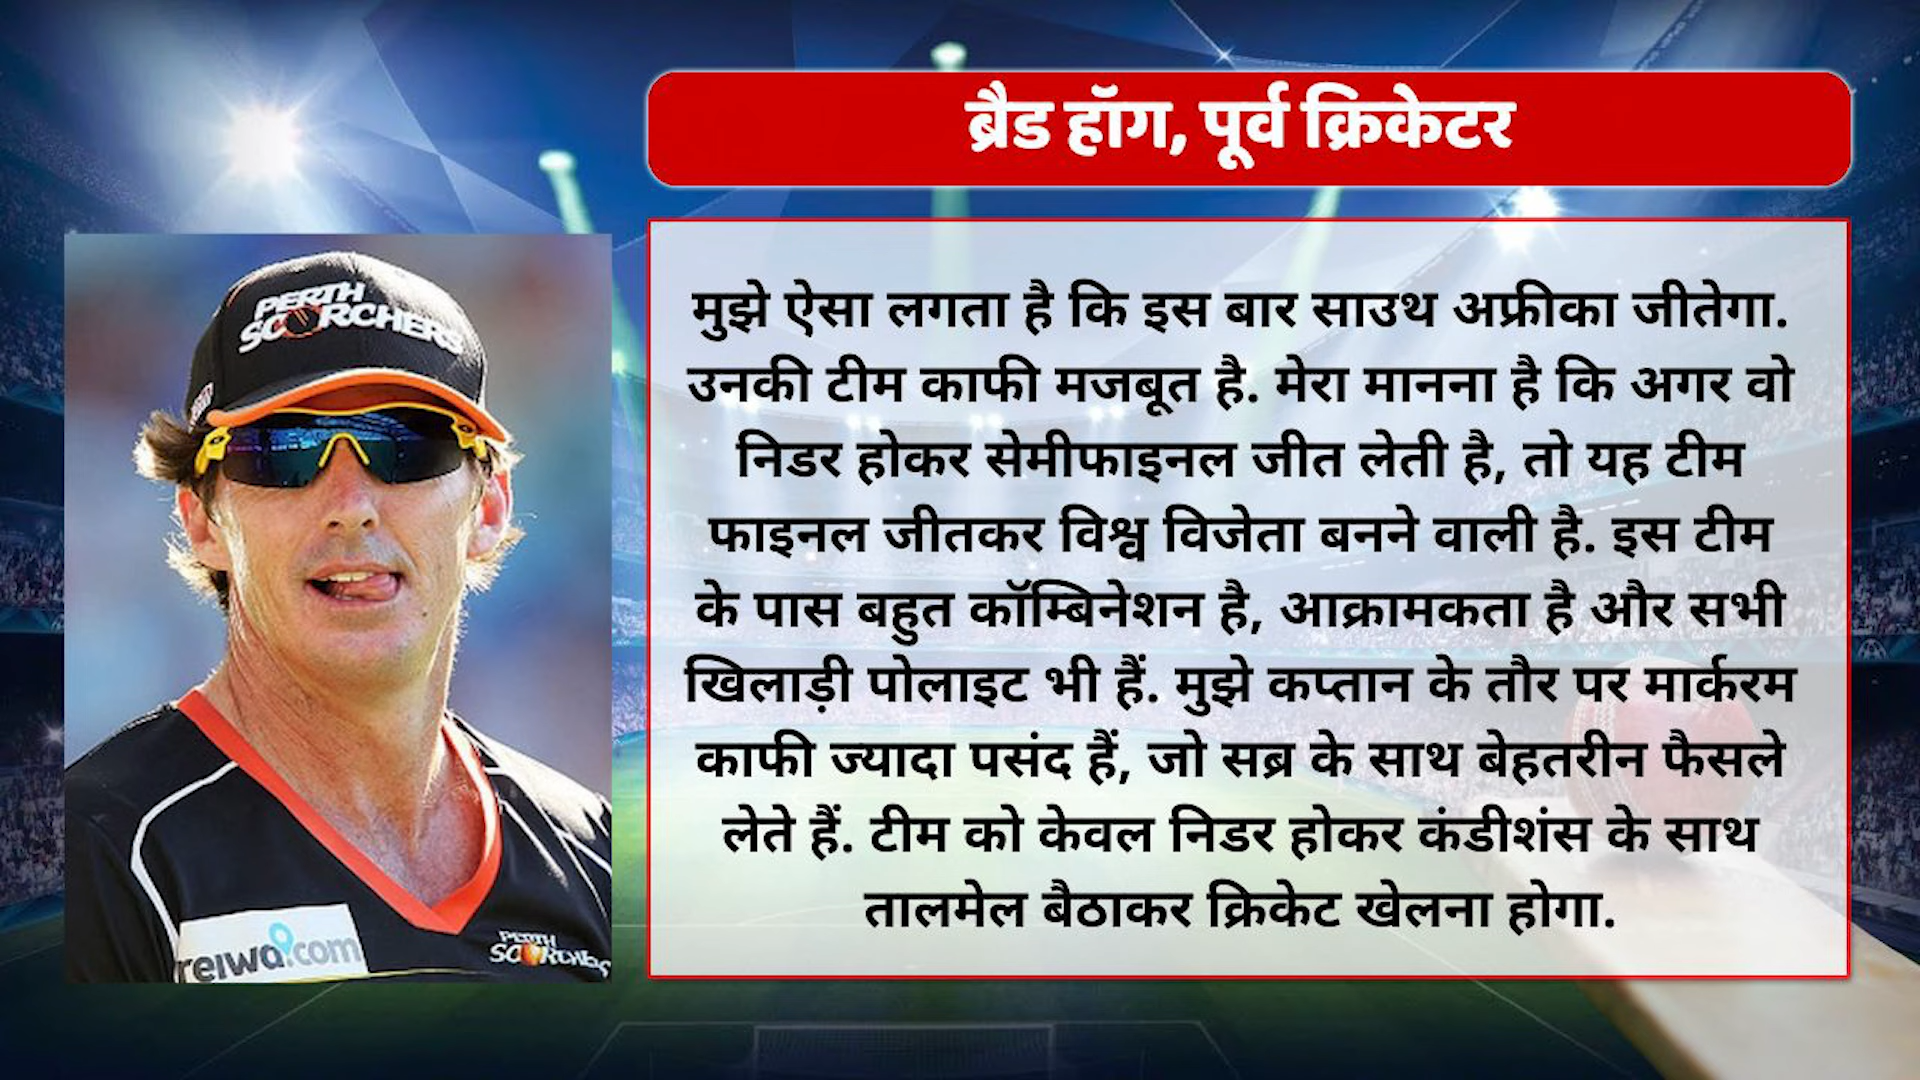 ब्रैड हॉग, पूर्व क्रिकेटर
PERTH
SCORCHERS
मुझे ऐसा लगता है कि इस बार साउथ अफ्रीका जीतेगा.
उनकी टीम काफी मजबूत है. मेरा मानना है कि अगर वो
निडर होकर सेमीफाइनल जीत लेती है, तो यह टीम
फाइनल जीतकर विश्व विजेता बनने वाली है. इस टीम
के पास बहुत कॉम्बिनेशन है, आक्रामकता है और सभी
खिलाड़ी पोलाइट भी हैं. मुझे कप्तान के तौर पर मार्करम
काफी ज्यादा पसंद हैं, जो सब्र के साथ बेहतरीन फैसले
लेते हैं. टीम को केवल निडर होकर कंडीशंस के साथ
तालमेल बैठाकर क्रिकेट खेलना होगा.
reiwa.com
PERTH
SCORCHERS